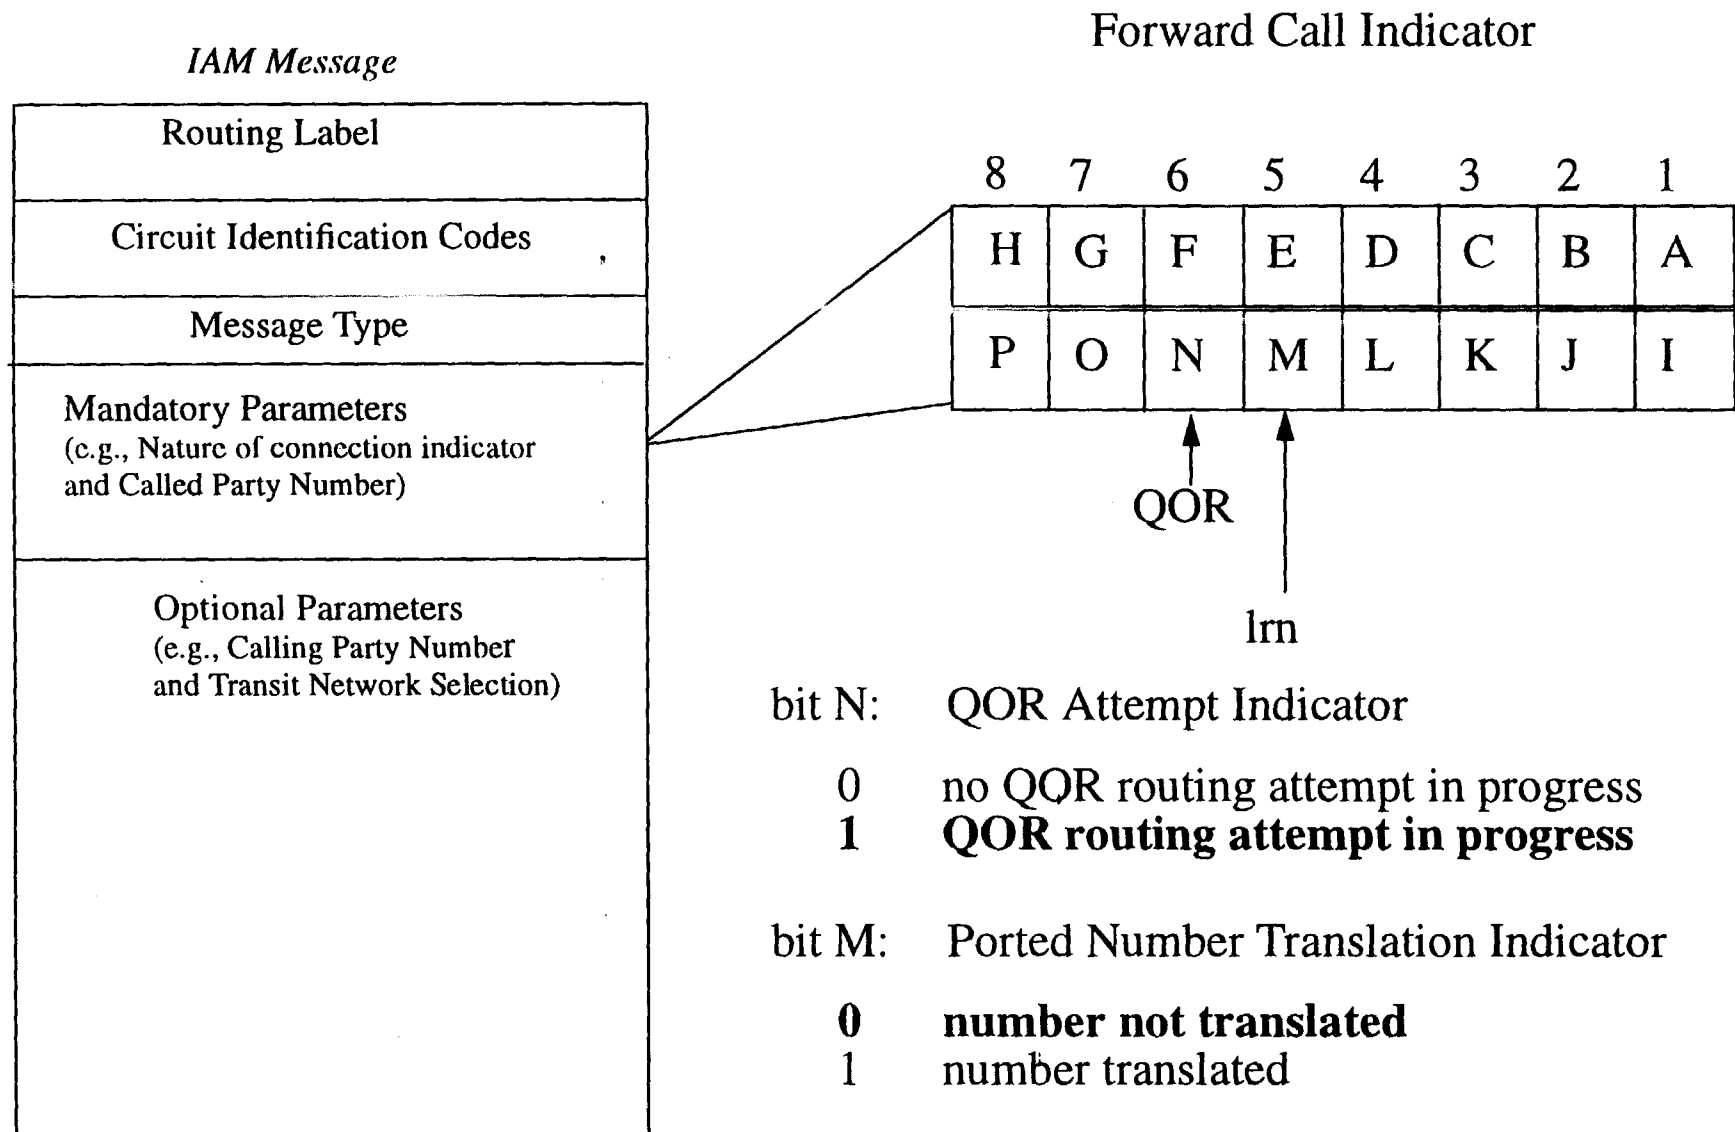 IAM Message
Routing Label
Circuit Identification Codes
Message Type
Mandatory Parameters
(e.g., Nature of connection indicator
and Called Party Number)
Optional Parameters
(e.g., Calling Party Number
and Transit Network Selection)
Forward Call Indicator
8 7 6 5 4 3 2 1
H G F E D C B A
P O N M L K J I
QOR
lrn
bit N: QOR Attempt Indicator
0 no QOR routing attempt in progress
1 QOR routing attempt in progress
bit M: Ported Number Translation Indicator
0 number not translated
1 number translated